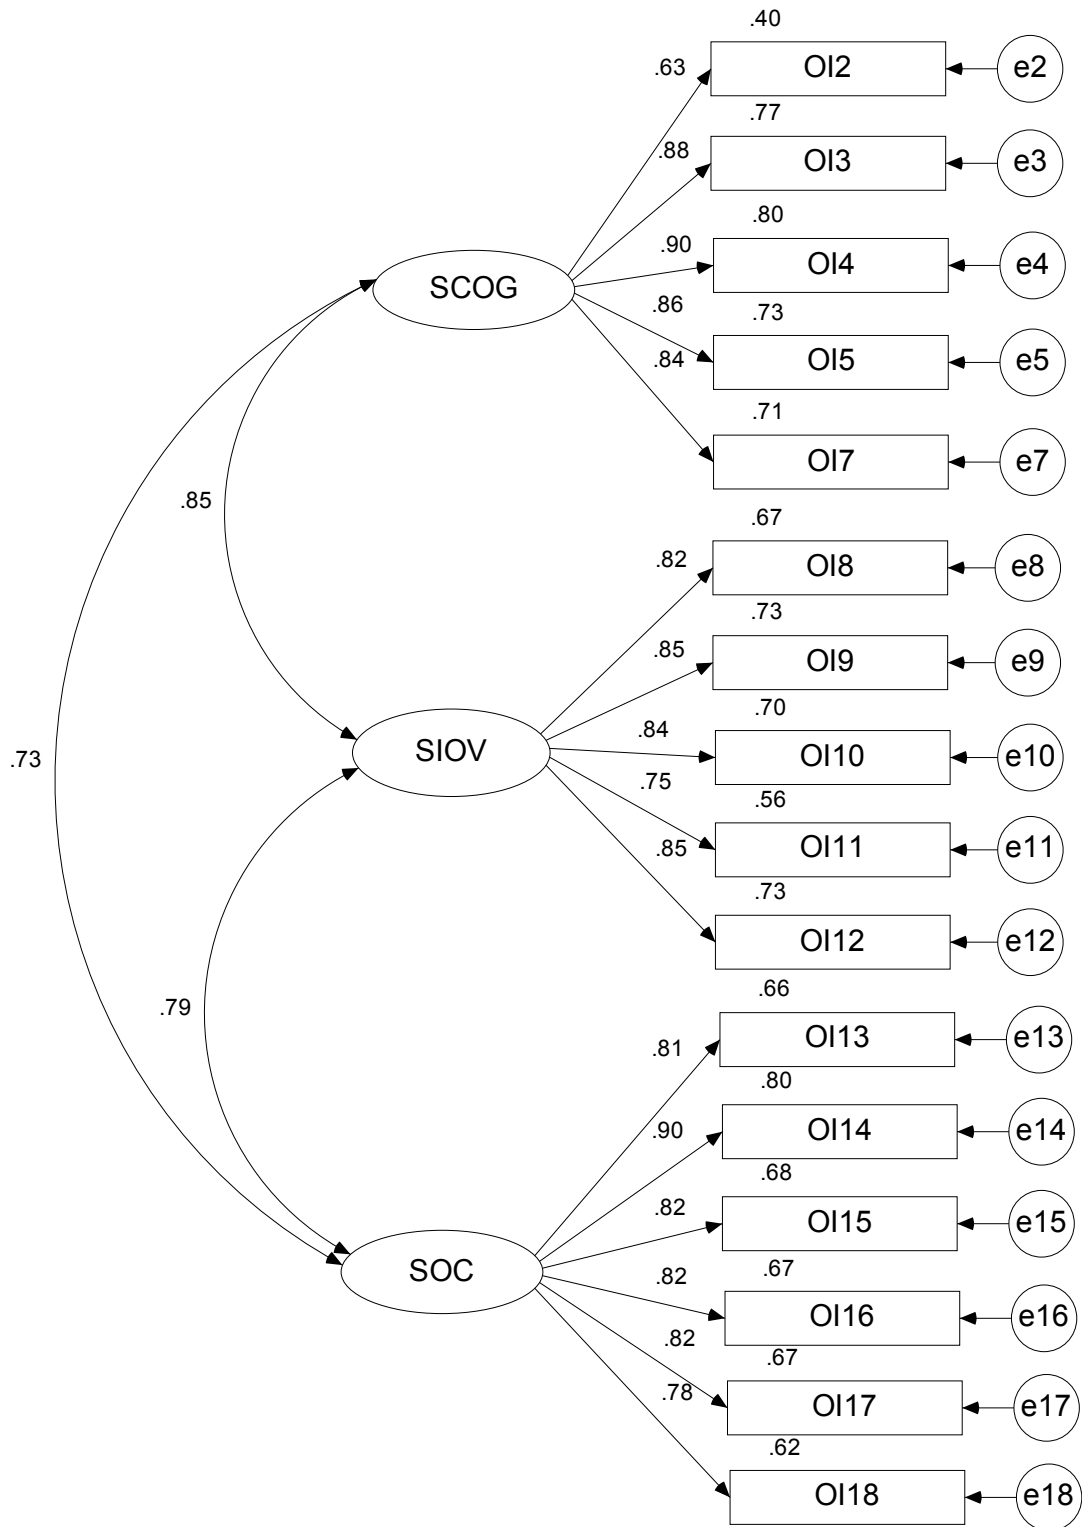 .40
.63
OI2
e2
.77
.88
OI3
e3
.80
.90
OI4
e4
SCOG
.86
.73
.84
OI5
e5
.71
OI7
e7
.85
.67
.82
OI8
e8
.73
.85
OI9
e9
.70
.84
OI10
e10
SIOV
.73
.75
.56
.85
OI11
e11
.73
OI12
e12
.79
.66
.81
OI13
e13
.80
.90
OI14
e14
.68
.82
OI15
e15
SOC
.67
.82
OI16
e16
.82
.67
.78
OI17
e17
.62
OI18
e18